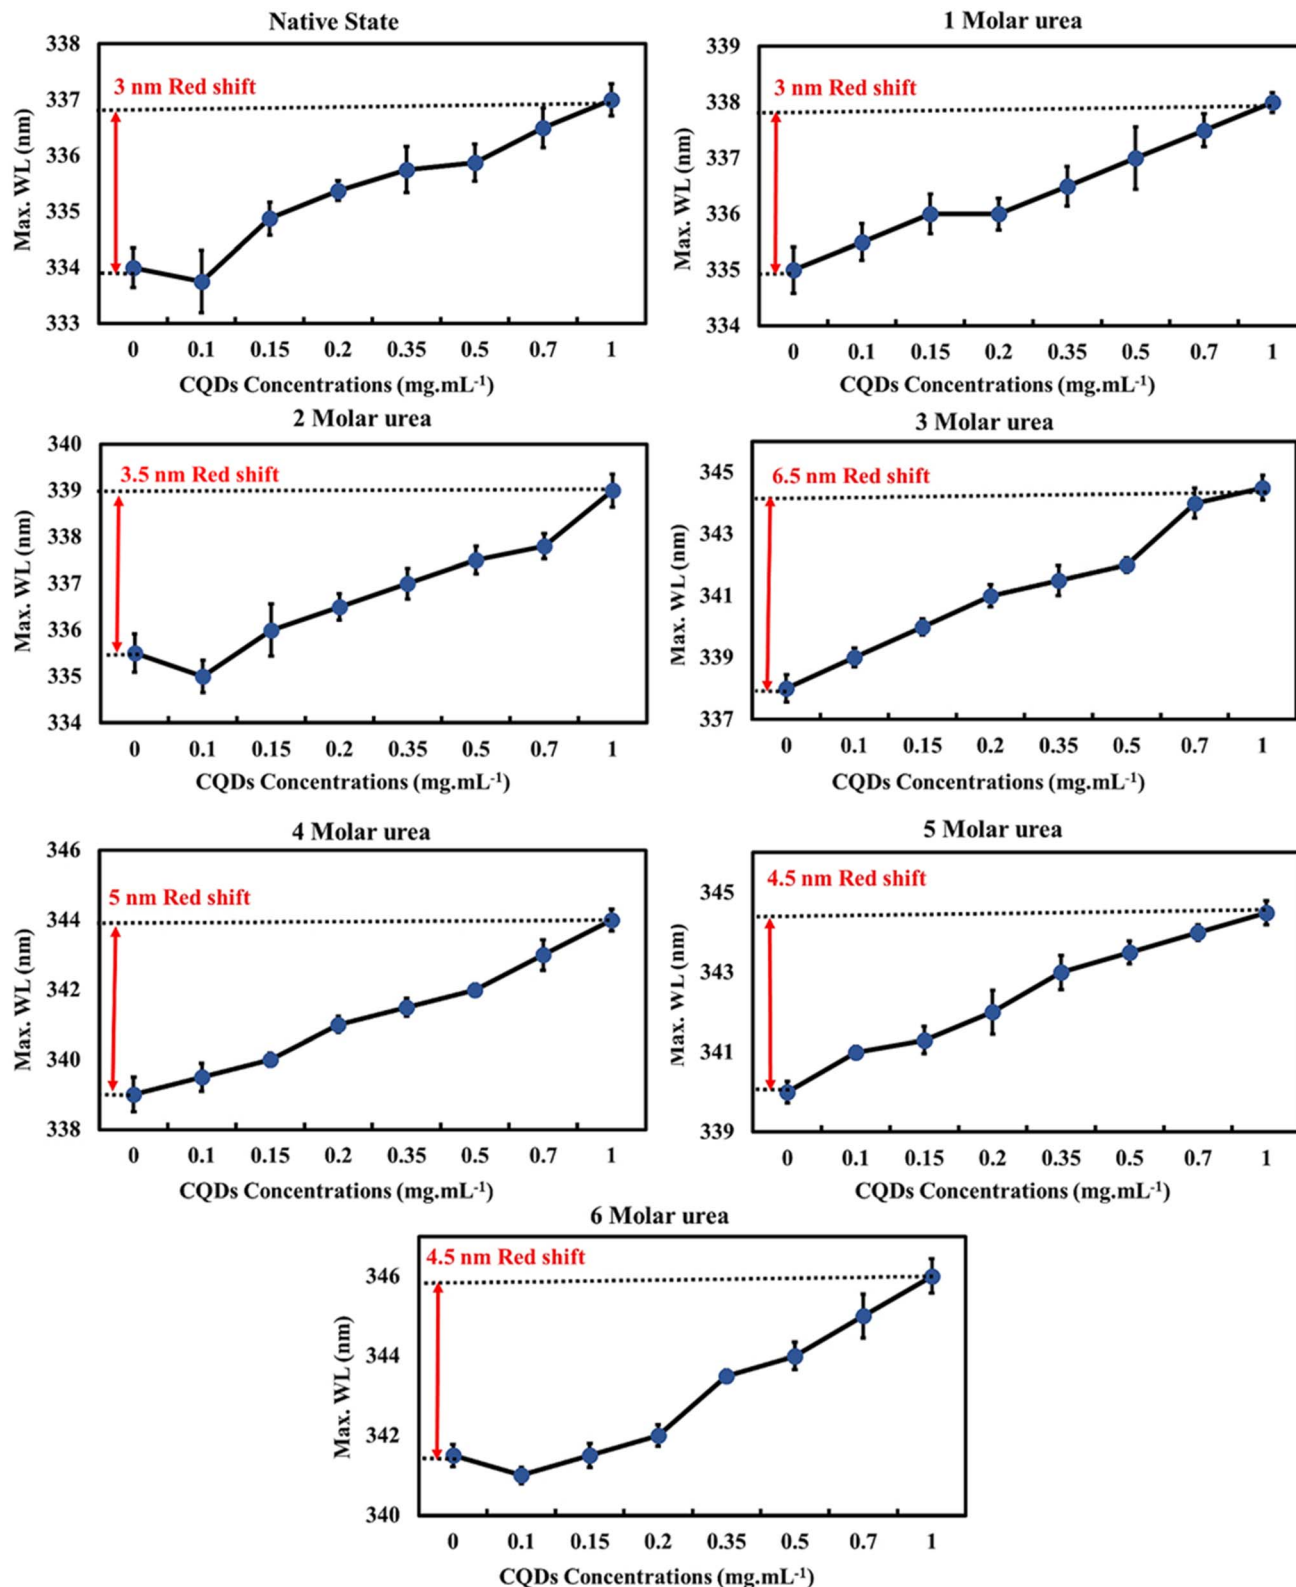 Native State
3 nm Red shift
Max. WL (nm)
338
337
336
335
334
333
0 0.1 0.15 0.2 0.35 0.5 0.7 1
CQDs Concentrations (mg.mL⁻¹)
1 Molar urea
3 nm Red shift
Max. WL (nm)
339
338
337
336
335
334
0 0.1 0.15 0.2 0.35 0.5 0.7 1
CQDs Concentrations (mg.mL⁻¹)
2 Molar urea
3.5 nm Red shift
Max. WL (nm)
340
339
338
337
336
335
334
0 0.1 0.15 0.2 0.35 0.5 0.7 1
CQDs Concentrations (mg.mL⁻¹)
3 Molar urea
6.5 nm Red shift
Max. WL (nm)
345
343
341
339
337
0 0.1 0.15 0.2 0.35 0.5 0.7 1
CQDs Concentrations (mg.mL⁻¹)
4 Molar urea
5 nm Red shift
Max. WL (nm)
346
344
342
340
338
0 0.1 0.15 0.2 0.35 0.5 0.7 1
CQDs Concentrations (mg.mL⁻¹)
5 Molar urea
4.5 nm Red shift
Max. WL (nm)
345
343
341
339
0 0.1 0.15 0.2 0.35 0.5 0.7 1
CQDs Concentrations (mg.mL⁻¹)
6 Molar urea
4.5 nm Red shift
Max. WL (nm)
346
344
342
340
0 0.1 0.15 0.2 0.35 0.5 0.7 1
CQDs Concentrations (mg.mL⁻¹)